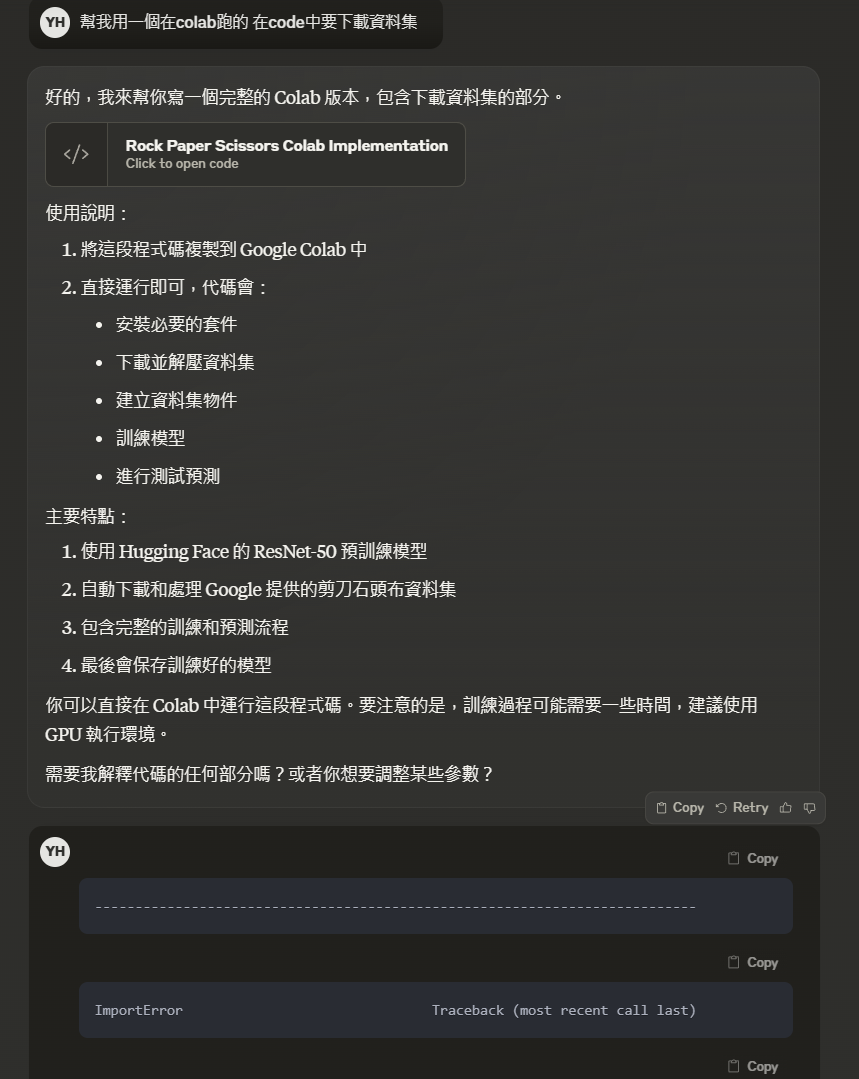 YH
幫我用一個在colab跑的 在code中要下載資料集
好的，我來幫你寫一個完整的 Colab 版本，包含下載資料集的部分。
</>
Rock Paper Scissors Colab Implementation
Click to open code
使用說明：
1. 將這段程式碼複製到 Google Colab 中
2. 直接運行即可，代碼會：
• 安裝必要的套件
• 下載並解壓資料集
• 建立資料集物件
• 訓練模型
• 進行測試預測
主要特點：
1. 使用 Hugging Face 的 ResNet-50 預訓練模型
2. 自動下載和處理 Google 提供的剪刀石頭布資料集
3. 包含完整的訓練和預測流程
4. 最後會保存訓練好的模型
你可以直接在 Colab 中運行這段程式碼。要注意的是，訓練過程可能需要一些時間，建議使用
GPU 執行環境。
需要我解釋代碼的任何部分嗎？或者你想要調整某些參數？
Copy Retry
YH
Copy
---------------------------------------------------------------------------
Copy
ImportError                               Traceback (most recent call last)
Copy